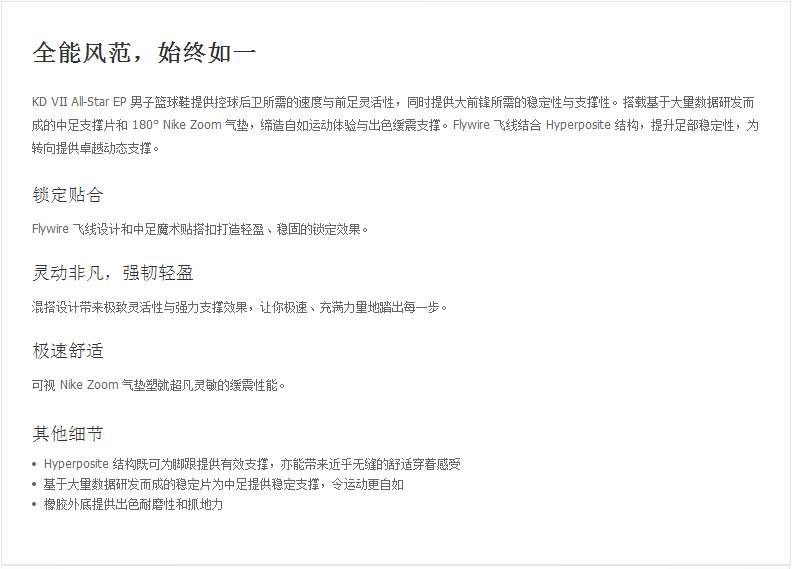 全能风范，始终如一
KD VII All-Star EP 男子篮球鞋提供控球后卫所需的速度与前足灵活性，同时提供大前锋所需的稳定性与支撑性。搭载基于大量数据研发而
成的中足支撑片和 180° Nike Zoom 气垫，缔造自如运动体验与出色缓震支撑。Flywire 飞线结合 Hyperposite 结构，提升足部稳定性，为
转向提供卓越动态支撑。
锁定贴合
Flywire 飞线设计和中足魔术贴搭扣打造轻盈、稳固的锁定效果。
灵动非凡，强韧轻盈
混搭设计带来极致灵活性与强力支撑效果，让你极速、充满力量地踏出每一步。
极速舒适
可视 Nike Zoom 气垫塑就超凡灵敏的缓震性能。
其他细节
• Hyperposite 结构既可为脚跟提供有效支撑，亦能带来近乎无缝的舒适穿着感受
• 基于大量数据研发而成的稳定片为中足提供稳定支撑，令运动更自如
• 橡胶外底提供出色耐磨性和抓地力